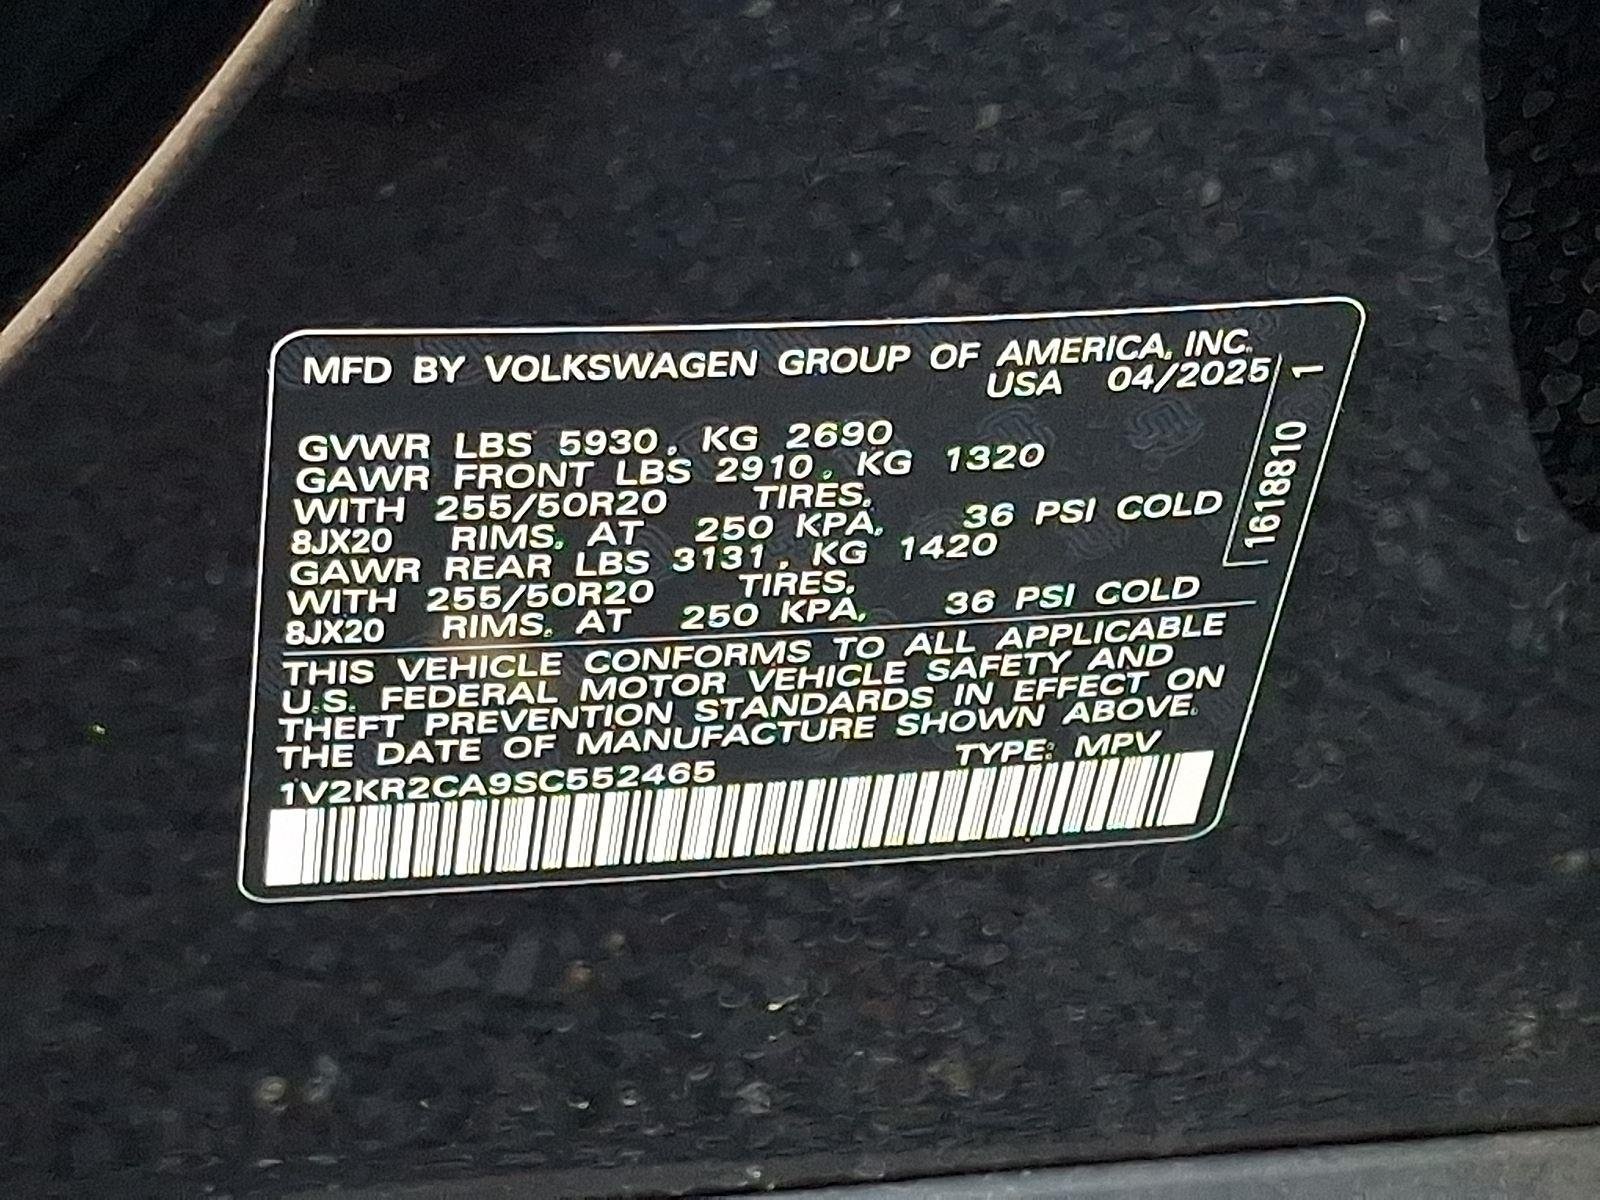 MFD BY VOLKSWAGEN GROUP OF AMERICA, INC.
USA 04/2025
GVWR LBS 5930, KG 2690
GAWR FRONT LBS 2910, KG 1320
WITH 255/50R20 TIRES,
8JX20 RIMS, AT 250 KPA, 36 PSI COLD
GAWR REAR LBS 3131, KG 1420
WITH 255/50R20 TIRES,
8JX20 RIMS, AT 250 KPA, 36 PSI COLD
THIS VEHICLE CONFORMS TO ALL APPLICABLE
U.S. FEDERAL MOTOR VEHICLE SAFETY AND
THEFT PREVENTION STANDARDS IN EFFECT ON
THE DATE OF MANUFACTURE SHOWN ABOVE.
1V2KR2CA9SC552465 TYPE: MPV
1618810 1